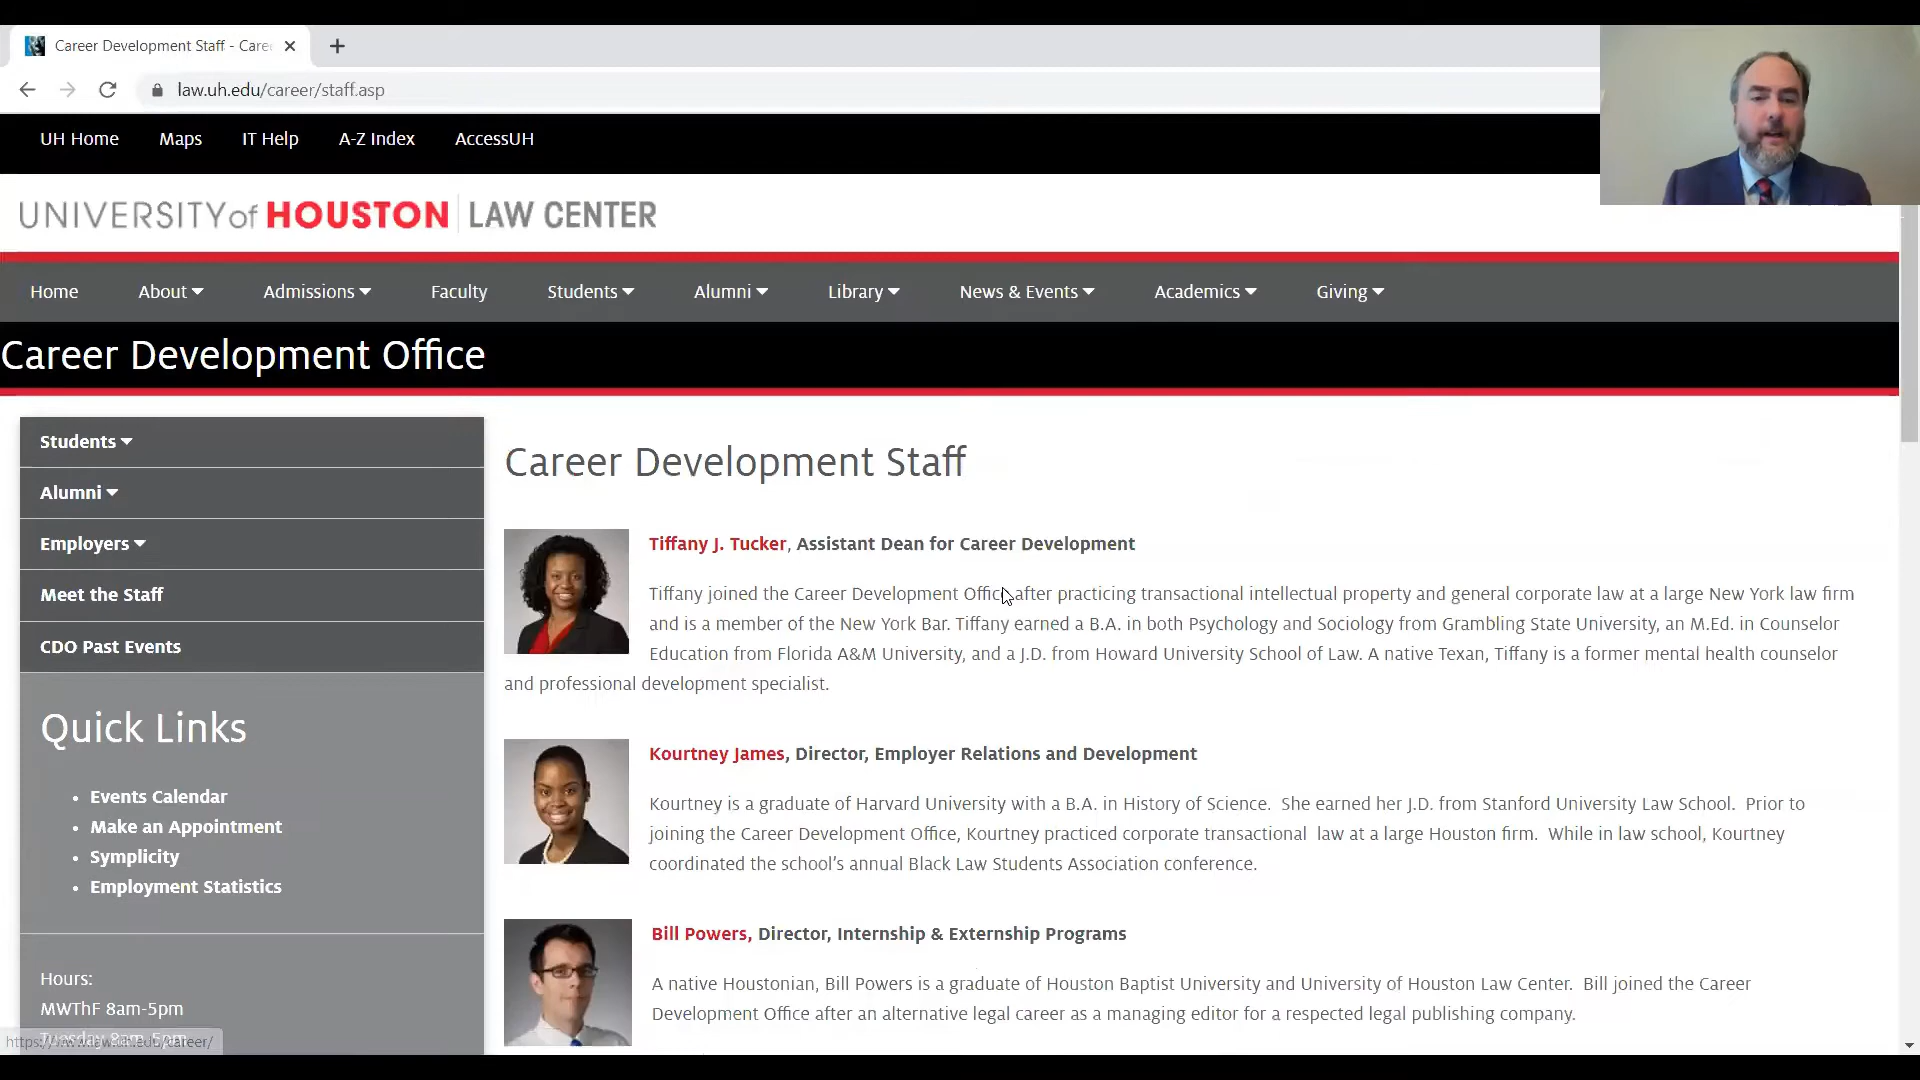 Career Development Staff - Care
law.uh.edu/career/staff.asp
UH Home Maps IT Help A-Z Index AccessUH
UNIVERSITY of HOUSTON LAW CENTER
Home About Admissions Faculty Students Alumni Library News & Events Academics Giving
Career Development Office
Students
Alumni
Employers
Meet the Staff
CDO Past Events
Quick Links
• Events Calendar
• Make an Appointment
• Symplicity
• Employment Statistics
Hours:
MWThF 8am-5pm
Tuesday 8am-5pm
Career Development Staff
Tiffany J. Tucker, Assistant Dean for Career Development
Tiffany joined the Career Development Office after practicing transactional intellectual property and general corporate law at a large New York law firm
and is a member of the New York Bar. Tiffany earned a B.A. in both Psychology and Sociology from Grambling State University, an M.Ed. in Counselor
Education from Florida A&M University, and a J.D. from Howard University School of Law. A native Texan, Tiffany is a former mental health counselor
and professional development specialist.
Kourtney James, Director, Employer Relations and Development
Kourtney is a graduate of Harvard University with a B.A. in History of Science. She earned her J.D. from Stanford University Law School. Prior to
joining the Career Development Office, Kourtney practiced corporate transactional law at a large Houston firm. While in law school, Kourtney
coordinated the school's annual Black Law Students Association conference.
Bill Powers, Director, Internship & Externship Programs
A native Houstonian, Bill Powers is a graduate of Houston Baptist University and University of Houston Law Center. Bill joined the Career
Development Office after an alternative legal career as a managing editor for a respected legal publishing company.